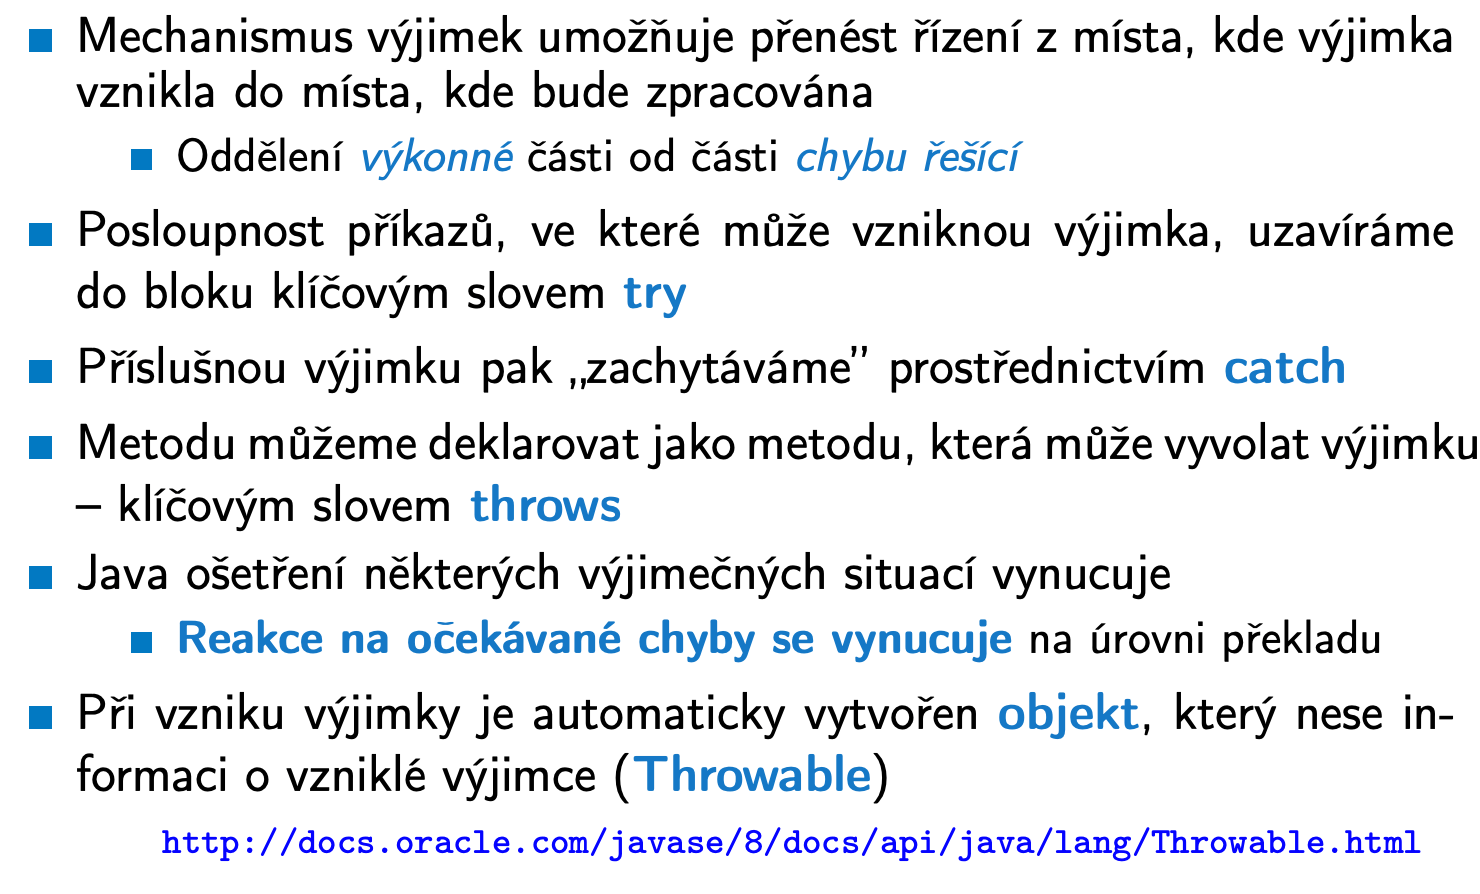 Mechanismus výjimek umožňuje přenést řízení z místa, kde výjimka
vznikla do místa, kde bude zpracována
Oddělení výkonné části od části chybu řešící
Posloupnost příkazů, ve které může vzniknou výjimka, uzavíráme
do bloku klíčovým slovem try
Příslušnou výjimku pak „zachytáváme” prostřednictvím catch
Metodu můžeme deklarovat jako metodu, která může vyvolat výjimku
– klíčovým slovem throws
Java ošetření některých výjimečných situací vynucuje
Reakce na očekávané chyby se vynucuje na úrovni překladu
Při vzniku výjimky je automaticky vytvořen objekt, který nese in-
formaci o vzniklé výjimce (Throwable)
http://docs.oracle.com/javase/8/docs/api/java/lang/Throwable.html